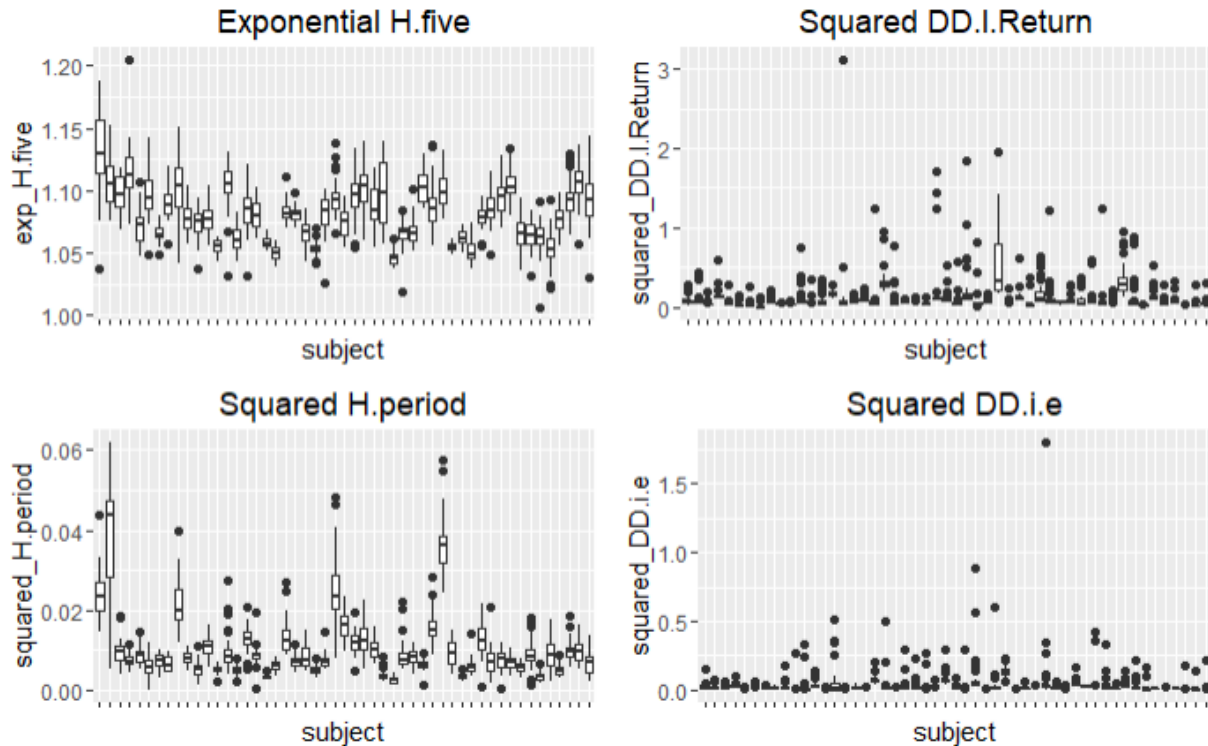 Exponential H.five
exp_H.five
1.20
1.15
1.10
1.05
1.00
subject
Squared DD.l.Return
squared_DD.l.Return
3
2
1
0
subject
Squared H.period
squared_H.period
0.06
0.04
0.02
0.00
subject
Squared DD.i.e
squared_DD.i.e
1.5
1.0
0.5
0.0
subject